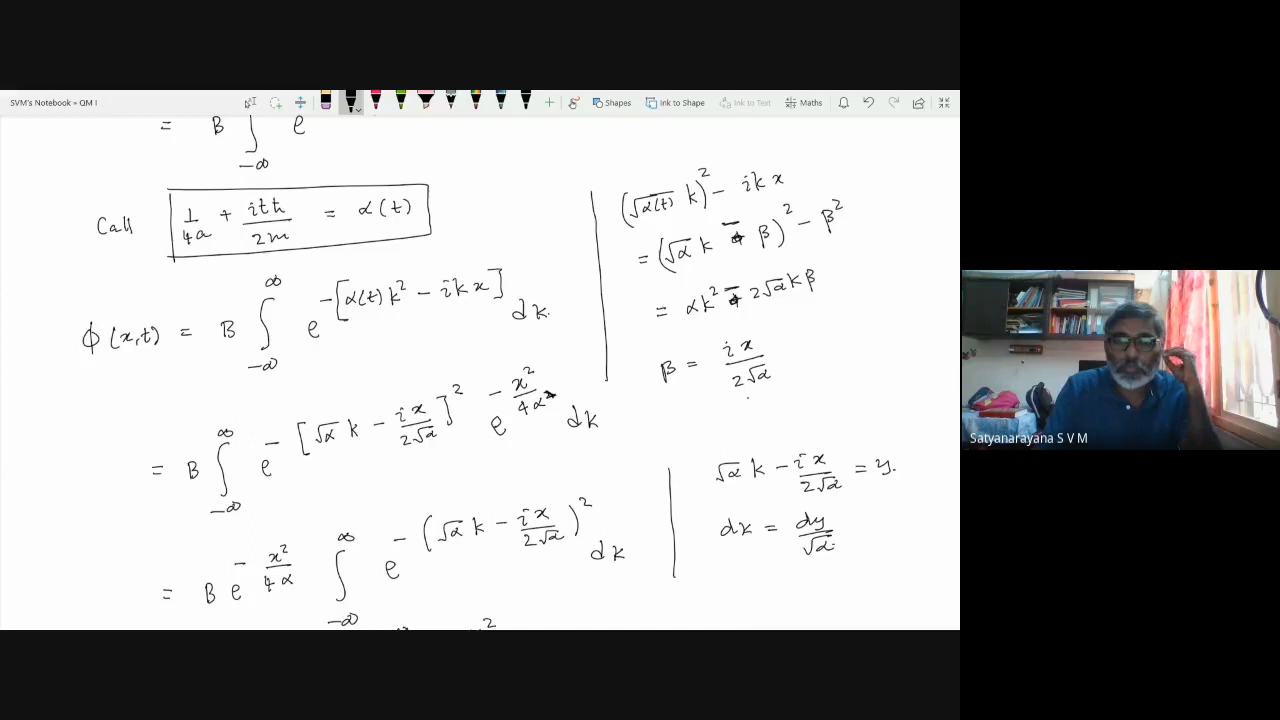 SVM's Notebook » QM I
Shapes
Ink to Shape
Ink to Text
Maths
= B ∫_{-∞} e
Call 1/4a + itħ/2m = α(t)
ϕ(x,t) = B ∫_{-∞}^{∞} e^{-[α(t)k² - ikx]} dk.
= B ∫_{-∞}^{∞} e^{-[√α k - ix/2√α]²} e^{-x²/4α} dk
= B e^{-x²/4α} ∫_{-∞}^{∞} e^{-(√α k - ix/2√α)²} dk
(√α(t) k)² - ikx
= (√α k - β)² - β²
= αk² - 2√α kβ
β = ix/2√α
√α k - ix/2√α = y.
dk = dy/√α.
Satyanarayana S V M